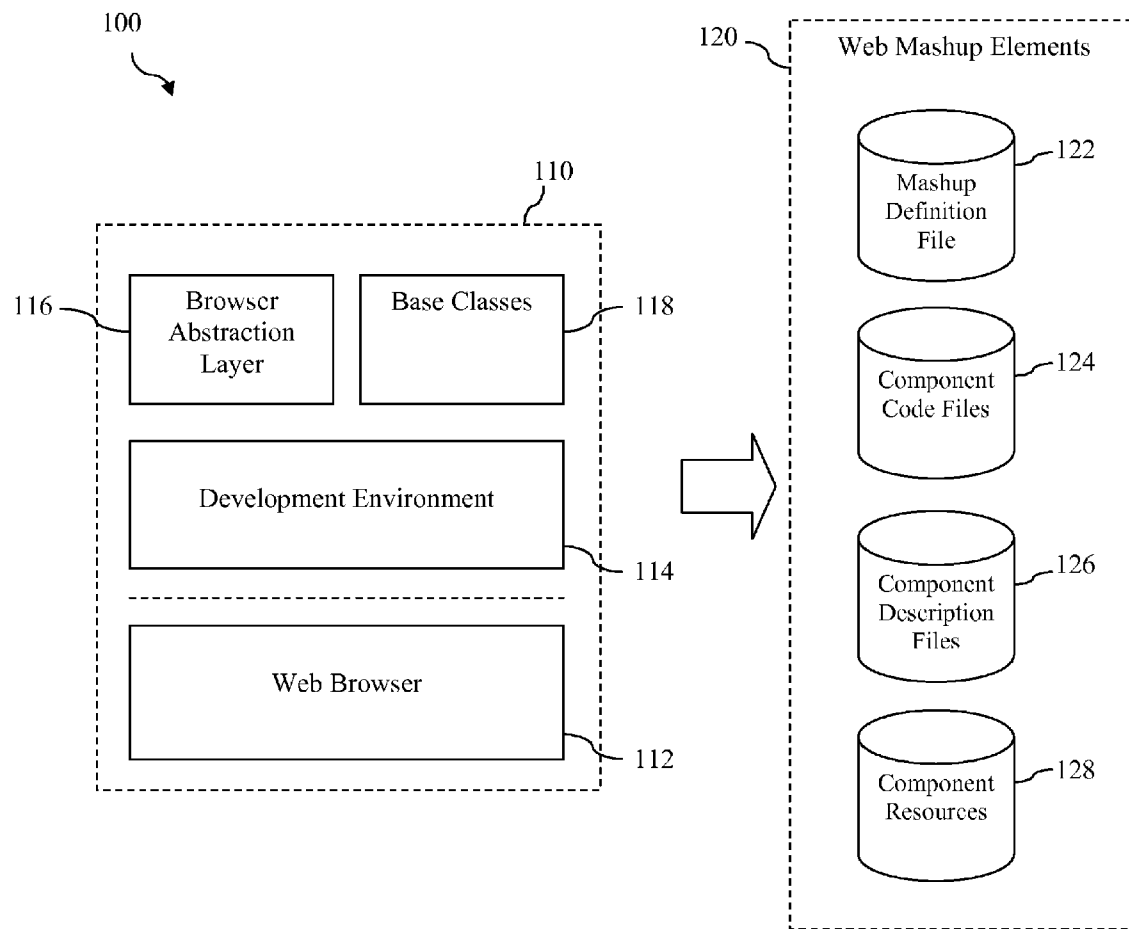 100
120
Web Mashup Elements
122
Mashup
Definition
File
110
116
Browser
Abstraction
Layer
Base Classes
118
124
Component
Code Files
Development Environment
114
126
Component
Description
Files
Web Browser
112
128
Component
Resources